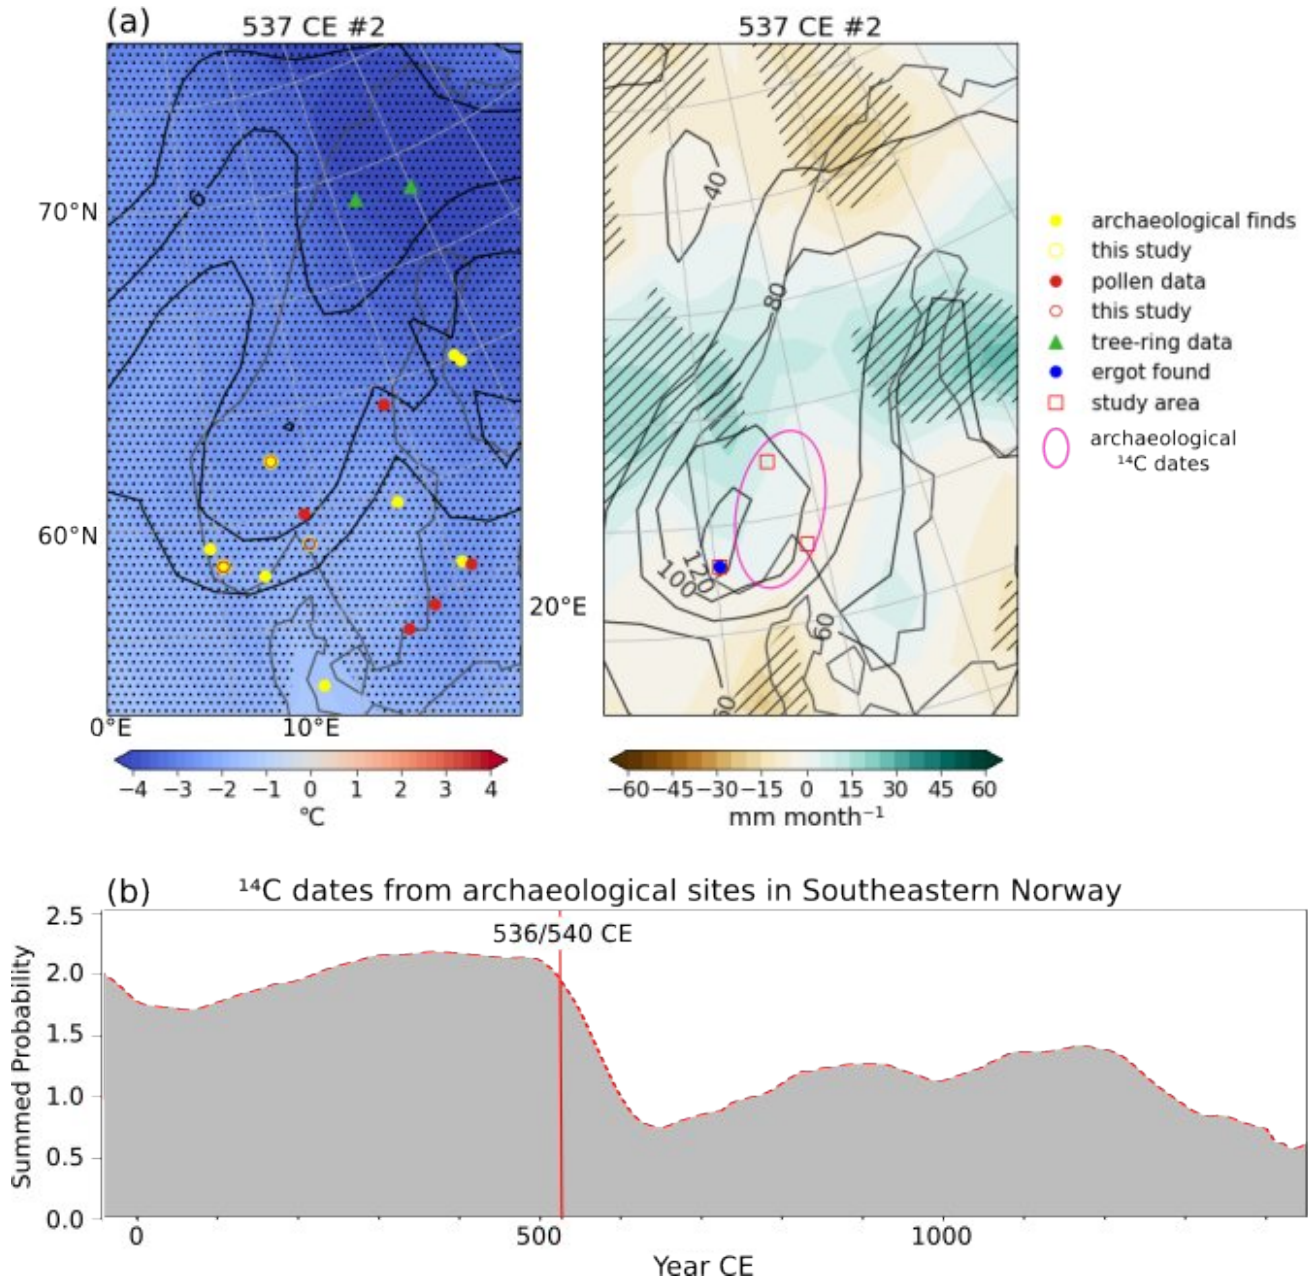 (a)
537 CE #2
537 CE #2
70°N
60°N
20°E
0°E
10°E
6
40
80
120
100
60
60
archaeological finds
this study
pollen data
this study
tree-ring data
ergot found
study area
archaeological
¹⁴C dates
−4 −3 −2 −1 0 1 2 3 4
°C
−60 −45 −30 −15 0 15 30 45 60
mm month⁻¹
(b)
¹⁴C dates from archaeological sites in Southeastern Norway
536/540 CE
Summed Probability
2.5
2.0
1.5
1.0
0.5
0.0
0 500 1000
Year CE